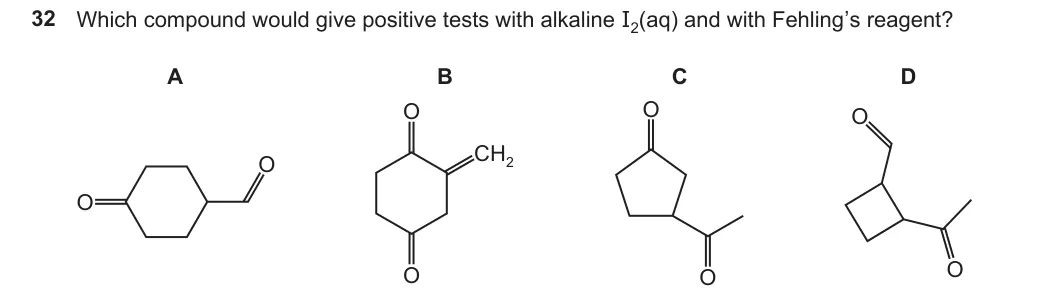 32 Which compound would give positive tests with alkaline I₂(aq) and with Fehling's reagent?
A B C D
O O
O CH₂ O
O O
O O